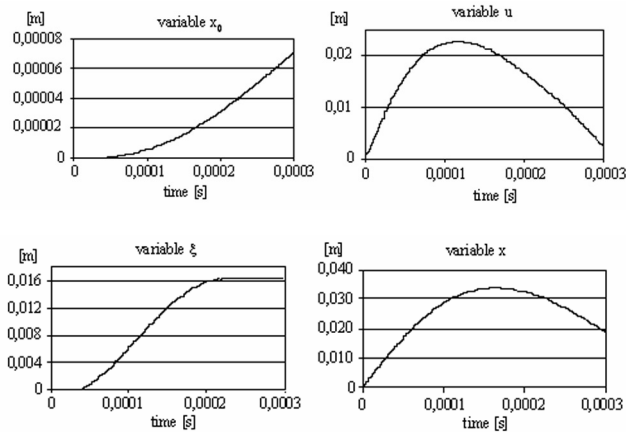 [m]
variable x₀
0,00008
0,00006
0,00004
0,00002
0
0
0,0001
0,0002
0,0003
time [s]
[m]
variable u
0,02
0,01
0
0
0,0001
0,0002
0,0003
time [s]
[m]
variable ξ
0,016
0,012
0,008
0,004
0
0
0,0001
0,0002
0,0003
time [s]
[m]
variable x
0,040
0,030
0,020
0,010
0
0
0,0001
0,0002
0,0003
time [s]